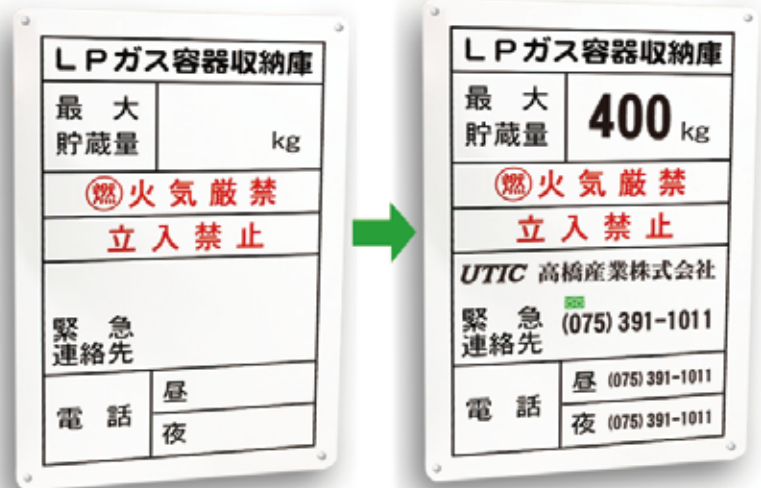 LPガス容器収納庫
最大
貯蔵量
kg
燃 火気厳禁
立入禁止
緊急
連絡先
電話
昼
夜
LPガス容器収納庫
最大
貯蔵量
400 kg
燃 火気厳禁
立入禁止
UTIC 高橋産業株式会社
緊急
連絡先
(075) 391-1011
電話
昼 (075) 391-1011
夜 (075) 391-1011